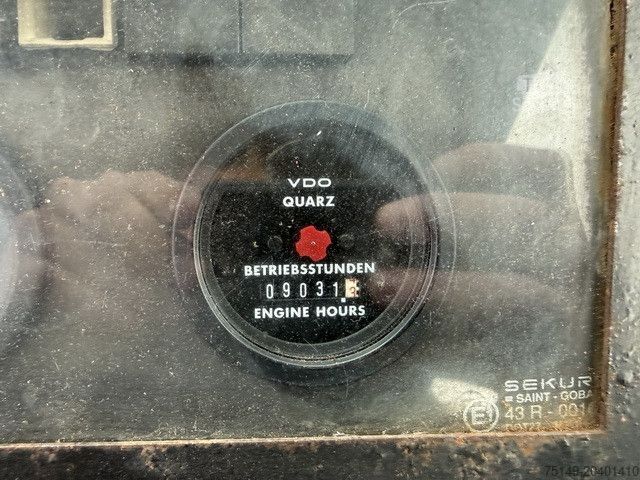 VDO
QUARZ
BETRIEBSSTUNDEN
09031
ENGINE HOURS
SEKUR
SAINT - GOBA
E
43 R - 001
75149.20401410